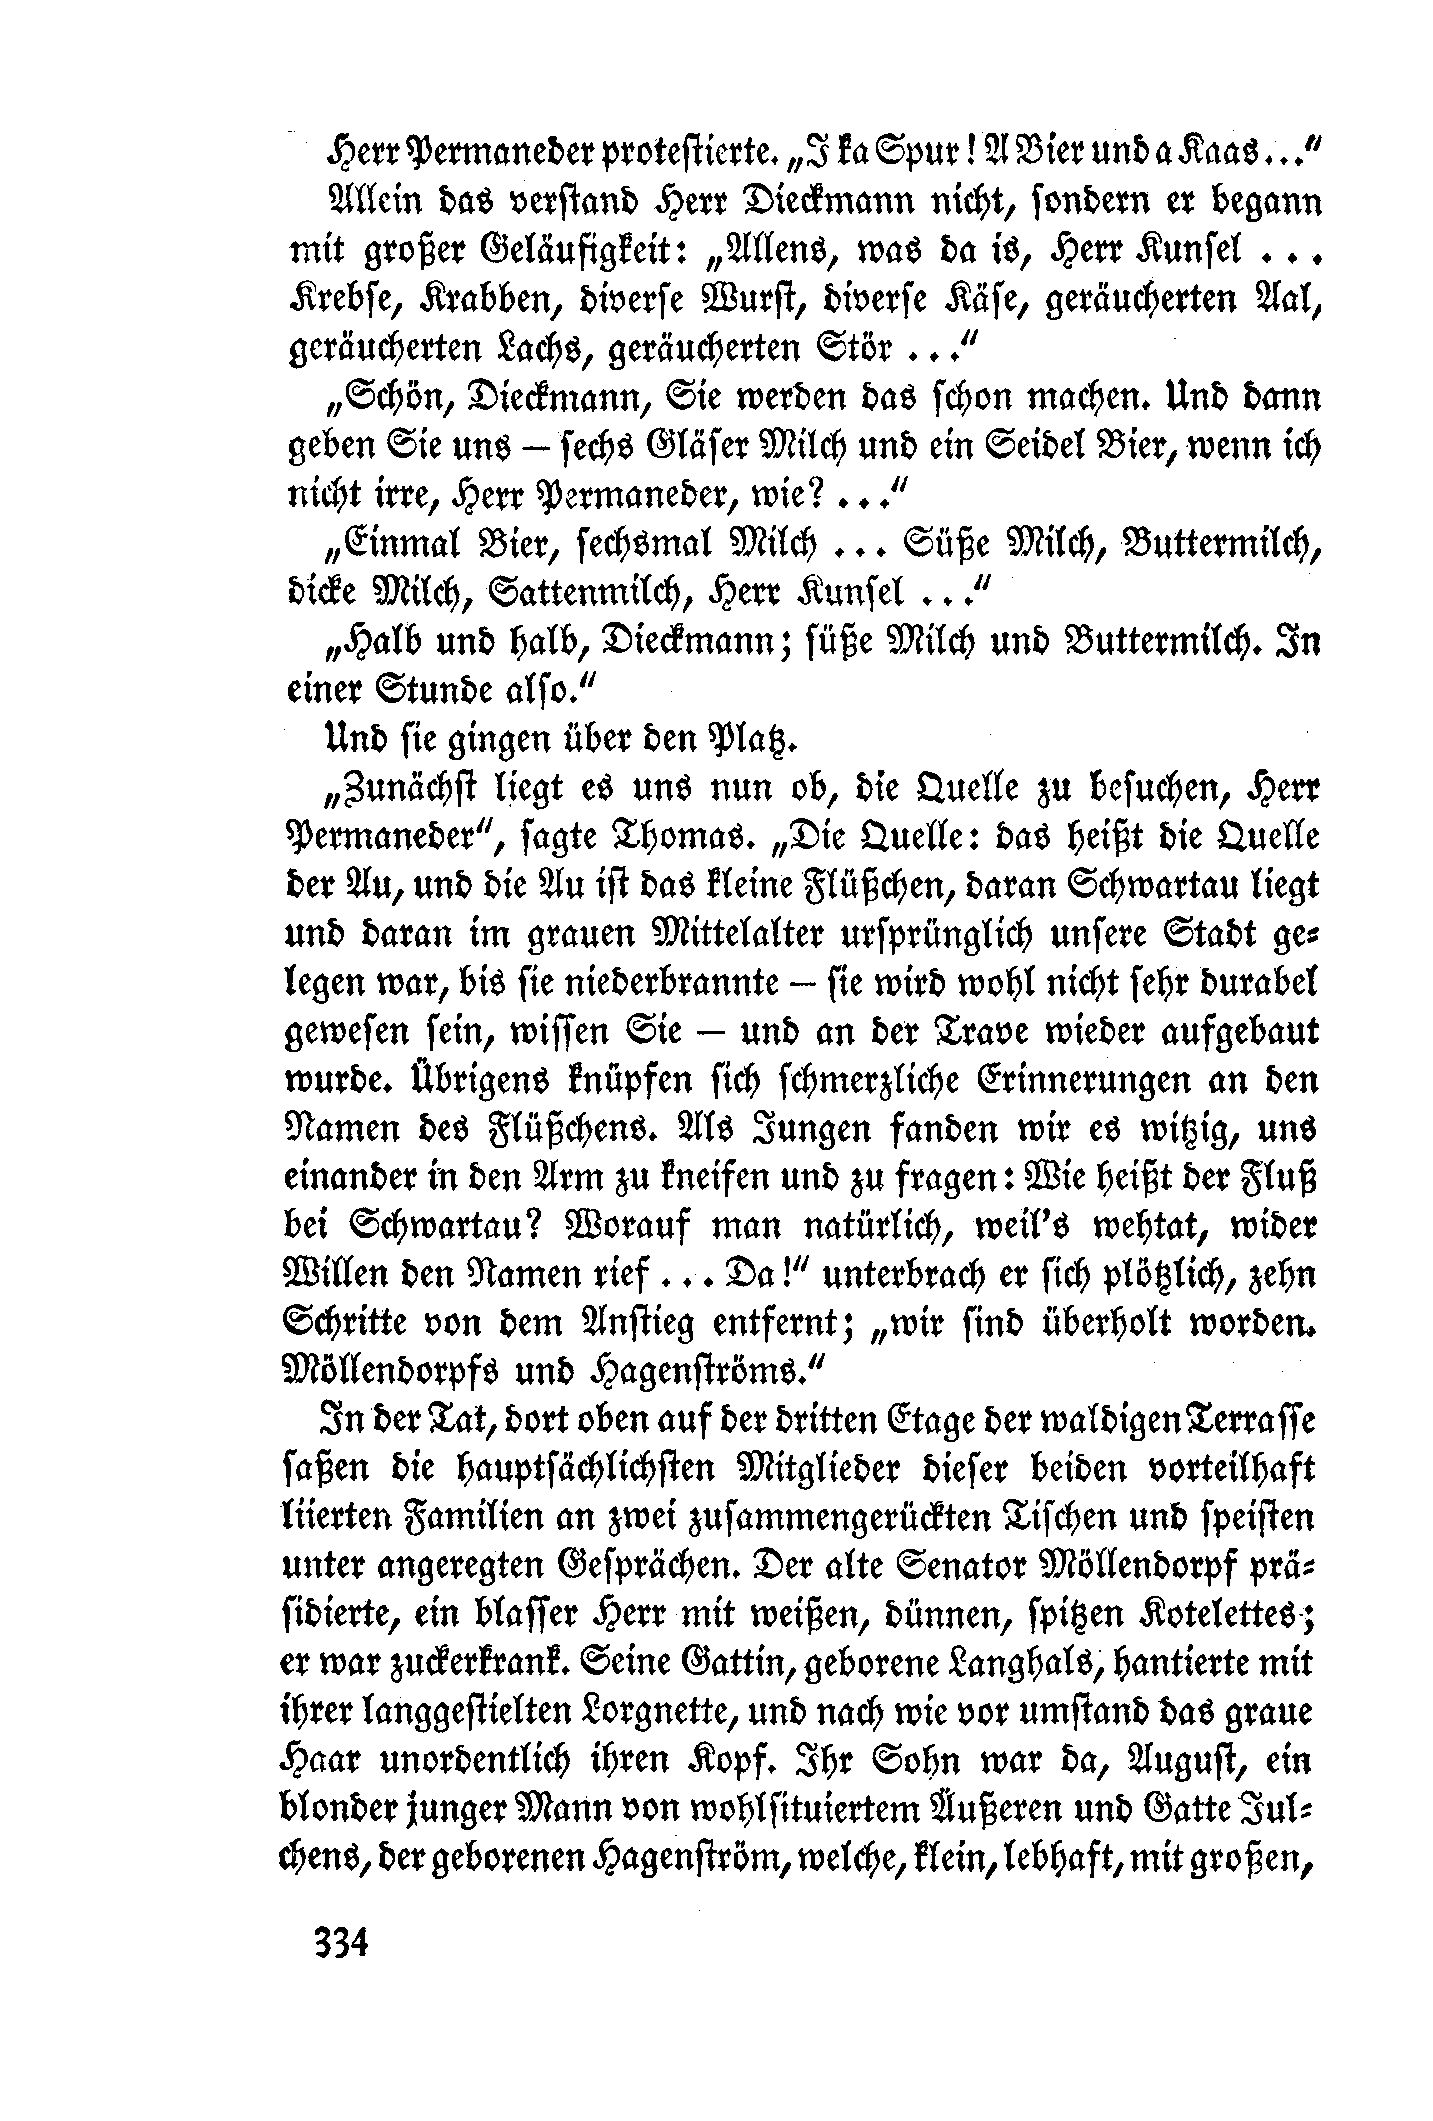 Herr Permaneder protestierte. „I ka Spur! A Bier und a Kaas...“
Allein das verstand Herr Dieckmann nicht, sondern er begann
mit großer Geläufigkeit: „Allens, was da is, Herr Kunsel ...
Krebse, Krabben, diverse Wurst, diverse Käse, geräucherten Aal,
geräucherten Lachs, geräucherten Stör ...“
„Schön, Dieckmann, Sie werden das schon machen. Und dann
geben Sie uns — sechs Gläser Milch und ein Seidel Bier, wenn ich
nicht irre, Herr Permaneder, wie? ...“
„Einmal Bier, sechsmal Milch ... Süße Milch, Buttermilch,
dicke Milch, Sattenmilch, Herr Kunsel ...“
„Halb und halb, Dieckmann; süße Milch und Buttermilch. In
einer Stunde also.“
Und sie gingen über den Platz.
„Zunächst liegt es uns nun ob, die Quelle zu besuchen, Herr
Permaneder“, sagte Thomas. „Die Quelle: das heißt die Quelle
der Au, und die Au ist das kleine Flüßchen, daran Schwartau liegt
und daran im grauen Mittelalter ursprünglich unsere Stadt ge-
legen war, bis sie niederbrannte — sie wird wohl nicht sehr durabel
gewesen sein, wissen Sie — und an der Trave wieder aufgebaut
wurde. Übrigens knüpfen sich schmerzliche Erinnerungen an den
Namen des Flüßchens. Als Jungen fanden wir es witzig, uns
einander in den Arm zu kneifen und zu fragen: Wie heißt der Fluß
bei Schwartau? Worauf man natürlich, weil's wehtat, wider
Willen den Namen rief ... Da!“ unterbrach er sich plötzlich, zehn
Schritte von dem Anstieg entfernt; „wir sind überholt worden.
Möllendorpfs und Hagenströms.“
In der Tat, dort oben auf der dritten Etage der waldigen Terrasse
saßen die hauptsächlichsten Mitglieder dieser beiden vorteilhaft
liierten Familien an zwei zusammengerückten Tischen und speisten
unter angeregten Gesprächen. Der alte Senator Möllendorpf prä-
sidierte, ein blasser Herr mit weißen, dünnen, spitzen Kotelettes;
er war zuckerkrank. Seine Gattin, geborene Langhals, hantierte mit
ihrer langgestielten Lorgnette, und nach wie vor umstand das graue
Haar unordentlich ihren Kopf. Ihr Sohn war da, August, ein
blonder junger Mann von wohlsituiertem Äußeren und Gatte Jul-
chens, der geborenen Hagenström, welche, klein, lebhaft, mit großen,
334